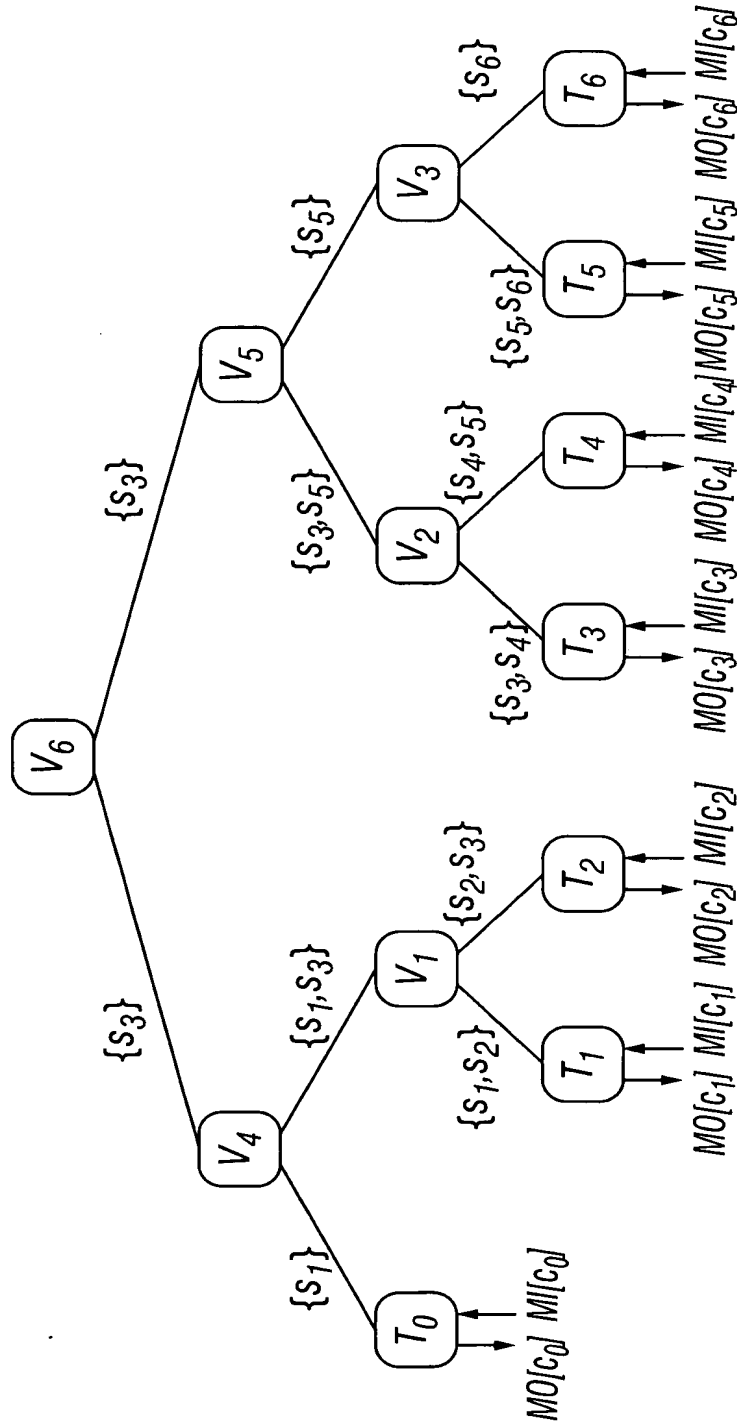 V6
{s3} {s3}
V4 V5
{s1} {s1,s3} {s3,s5} {s5}
T0 V1 V2 V3
{s1,s2} {s2,s3} {s3,s4} {s4,s5} {s5,s6} {s6}
MO[c0] MI[c0] T1 T2 T3 T4 T5 T6
MO[c1] MI[c1] MO[c2] MI[c2] MO[c3] MI[c3] MO[c4] MI[c4] MO[c5] MI[c5] MO[c6] MI[c6]